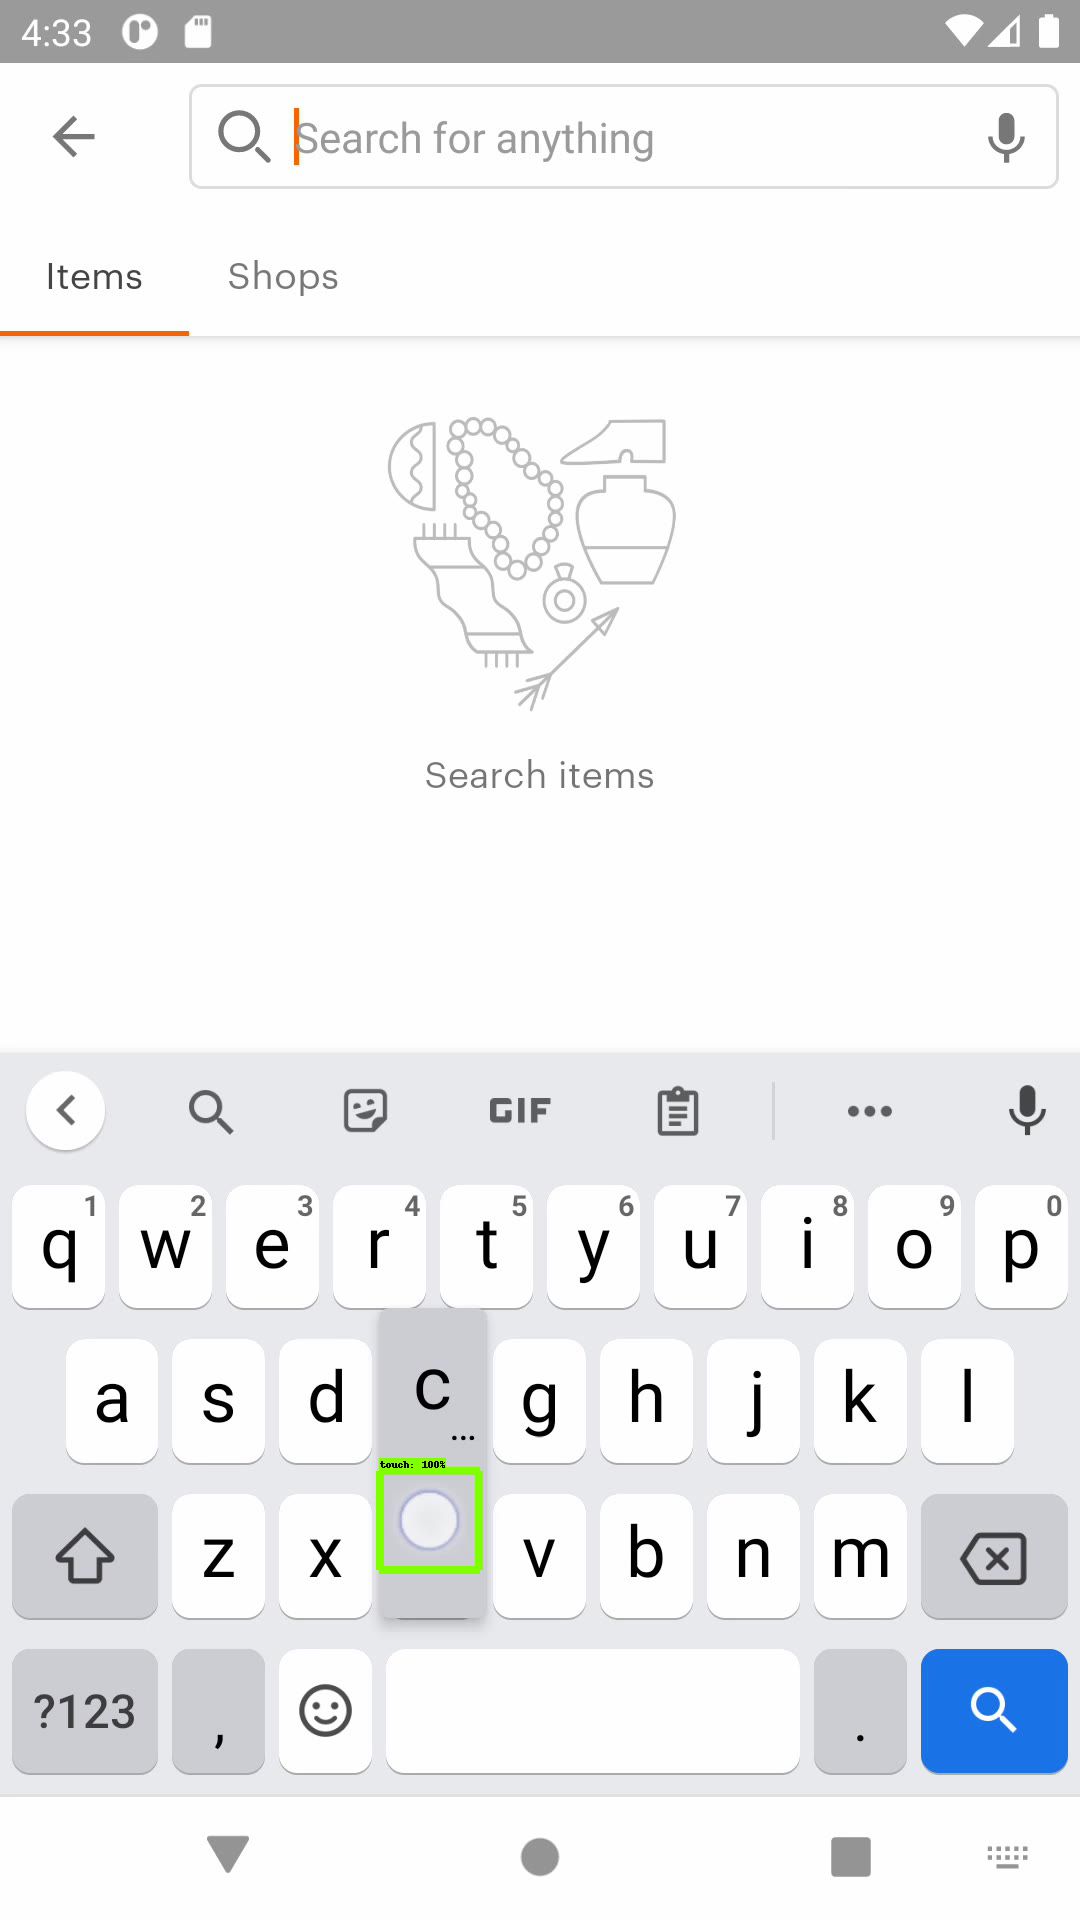 4:33
Search for anything
Items Shops
Search items
GIF
1 2 3 4 5 6 7 8 9 0
q w e r t y u i o p
a s d c g h j k l
...
touch: 100%
z x v b n m
?123 , .